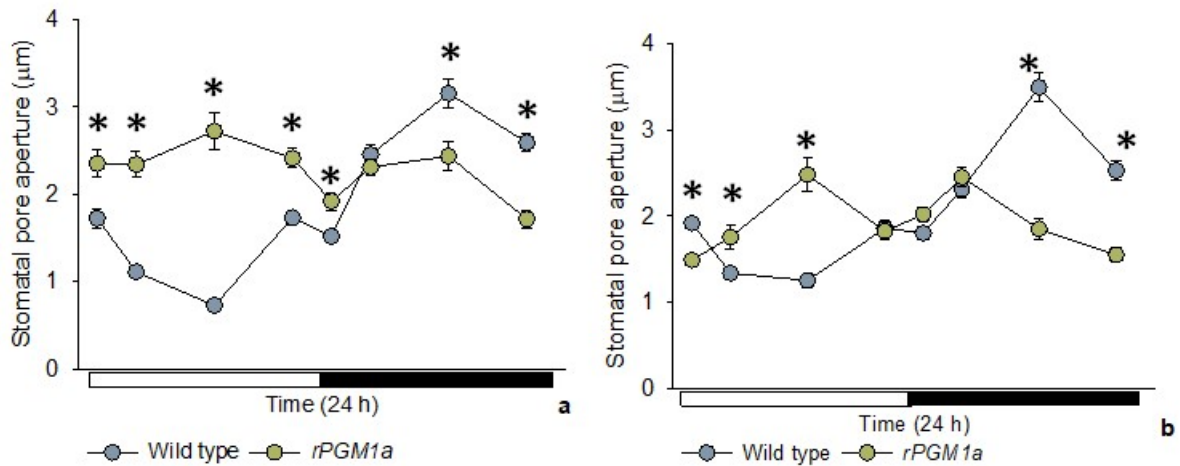 Stomatal pore aperture (μm)
4
3
2
1
0
* * * * * * *
Time (24 h)
a
Wild type rPGM1a
Stomatal pore aperture (μm)
4
3
2
1
0
* * * * *
Time (24 h)
b
Wild type rPGM1a